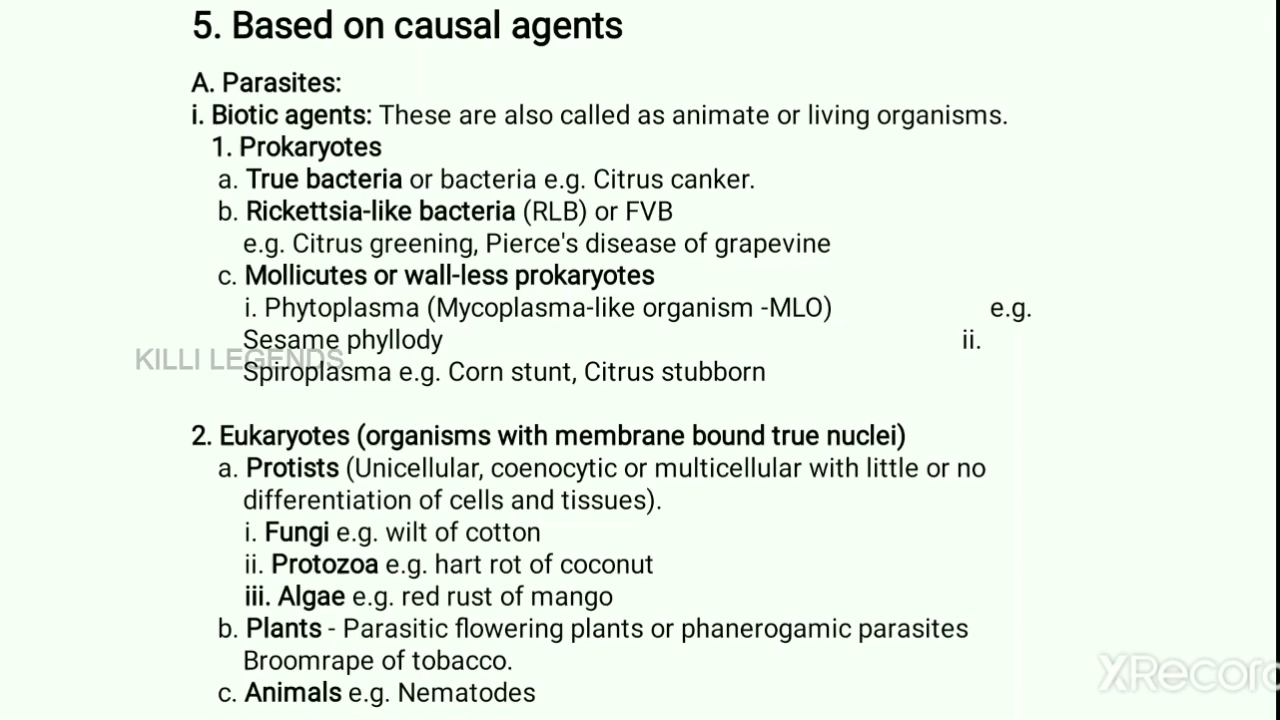 5. Based on causal agents
A. Parasites:
i. Biotic agents: These are also called as animate or living organisms.
1. Prokaryotes
a. True bacteria or bacteria e.g. Citrus canker.
b. Rickettsia-like bacteria (RLB) or FVB
e.g. Citrus greening, Pierce's disease of grapevine
c. Mollicutes or wall-less prokaryotes
i. Phytoplasma (Mycoplasma-like organism -MLO) e.g.
Sesame phyllody ii.
KILLI LEGENDS
Spiroplasma e.g. Corn stunt, Citrus stubborn
2. Eukaryotes (organisms with membrane bound true nuclei)
a. Protists (Unicellular, coenocytic or multicellular with little or no
differentiation of cells and tissues).
i. Fungi e.g. wilt of cotton
ii. Protozoa e.g. hart rot of coconut
iii. Algae e.g. red rust of mango
b. Plants - Parasitic flowering plants or phanerogamic parasites
Broomrape of tobacco.
c. Animals e.g. Nematodes
XRecord